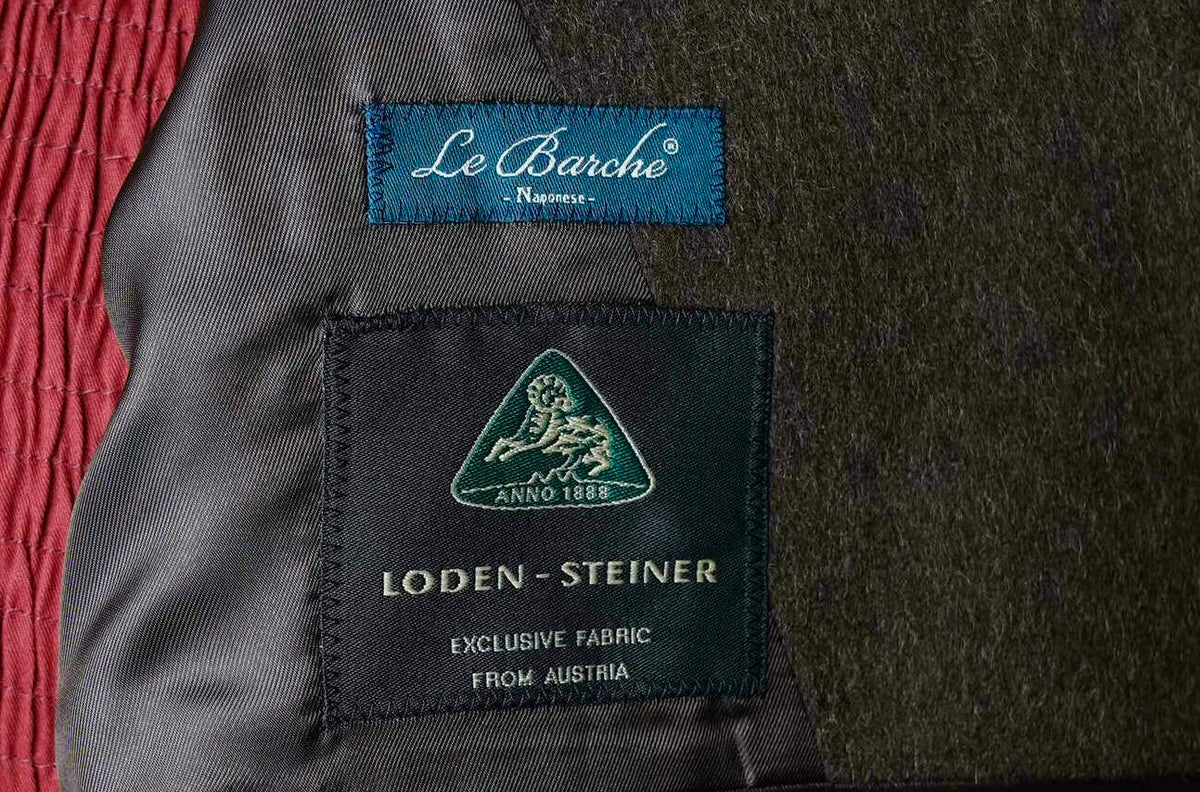 Le Barche®
- Naponese -
ANNO 1888
LODEN - STEINER
EXCLUSIVE FABRIC
FROM AUSTRIA